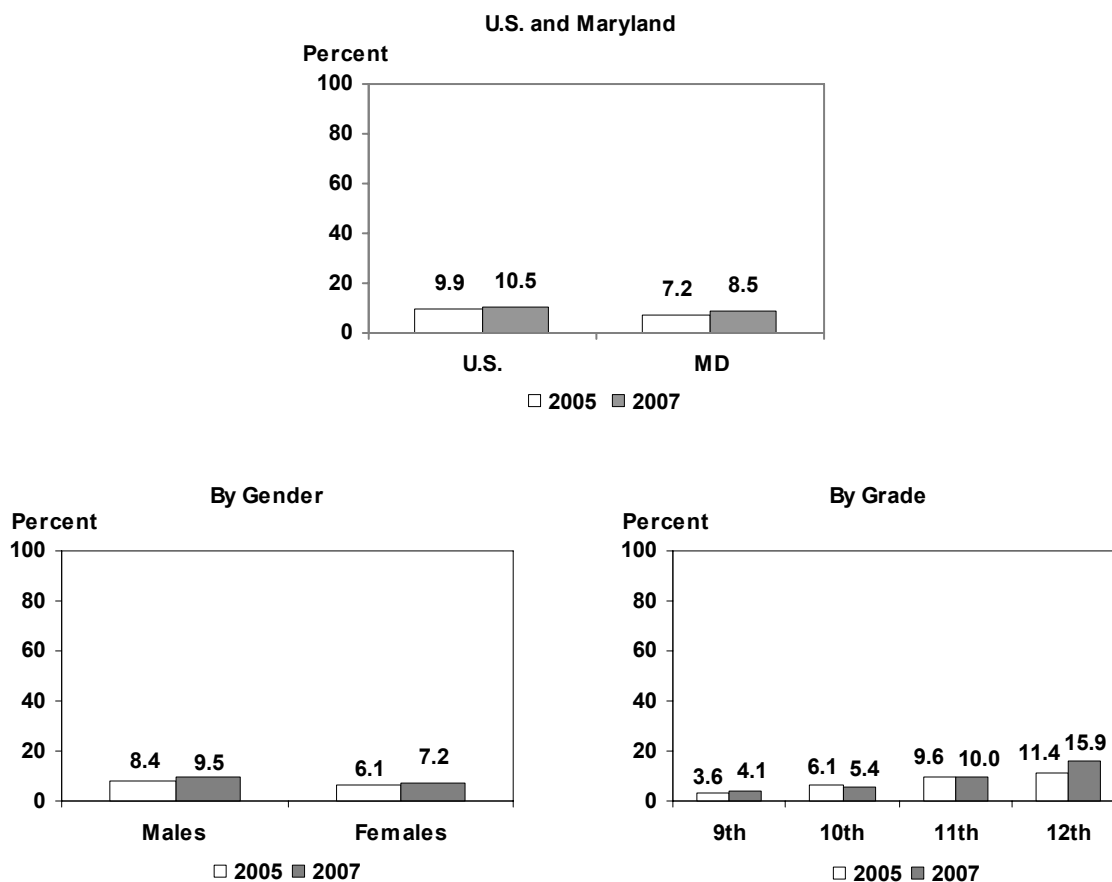 U.S. and Maryland
Percent
100
80
60
40
20
0
9.9 10.5 7.2 8.5
U.S. MD
2005 2007
By Gender
Percent
100
80
60
40
20
0
8.4 9.5 6.1 7.2
Males Females
2005 2007
By Grade
Percent
100
80
60
40
20
0
3.6 4.1 6.1 5.4 9.6 10.0 11.4 15.9
9th 10th 11th 12th
2005 2007